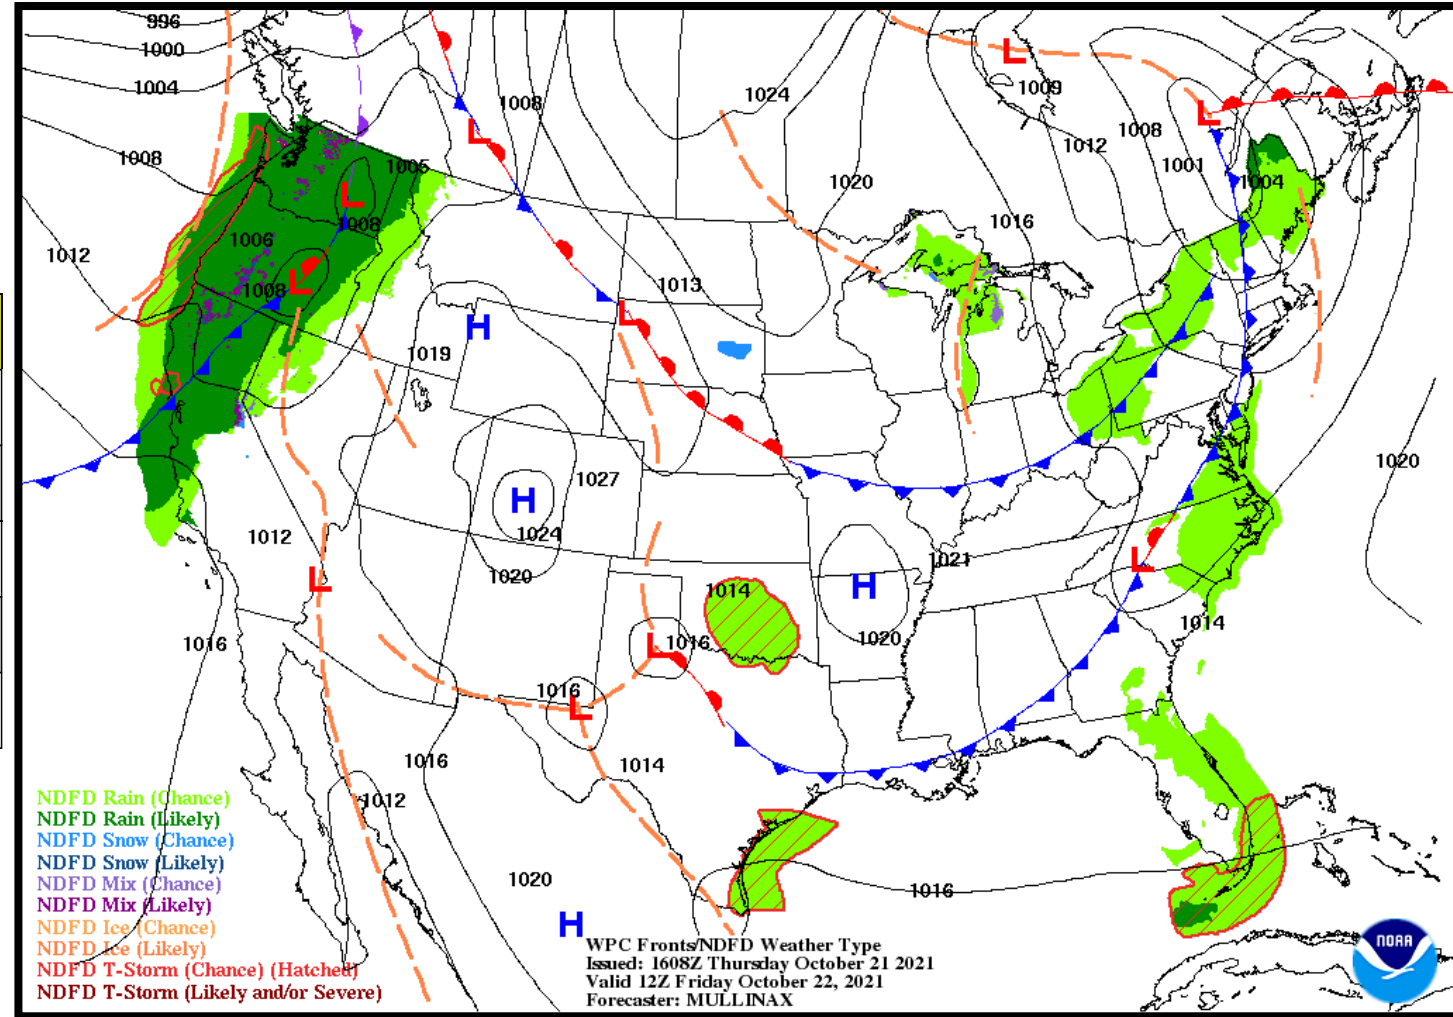 996
1000
1004
1008
1024
1009
1008
1008
1012
1005
1001
1004
1020
1008
1016
1006
1012
1008
1013
1019
1027
1020
1012
1024
1021
1020
1014
1016
1020
1014
1016
1016
1016
1014
1012
1020
1016
L
L
L
L
L
L
L
L
L
L
H
H
H
H
NDFD Rain (Chance)
NDFD Rain (Likely)
NDFD Snow (Chance)
NDFD Snow (Likely)
NDFD Mix (Chance)
NDFD Mix (Likely)
NDFD Ice (Chance)
NDFD Ice (Likely)
NDFD T-Storm (Chance) (Hatched)
NDFD T-Storm (Likely and/or Severe)
WPC Fronts/NDFD Weather Type
Issued: 1608Z Thursday October 21 2021
Valid 12Z Friday October 22, 2021
Forecaster: MULLINAX
NOAA